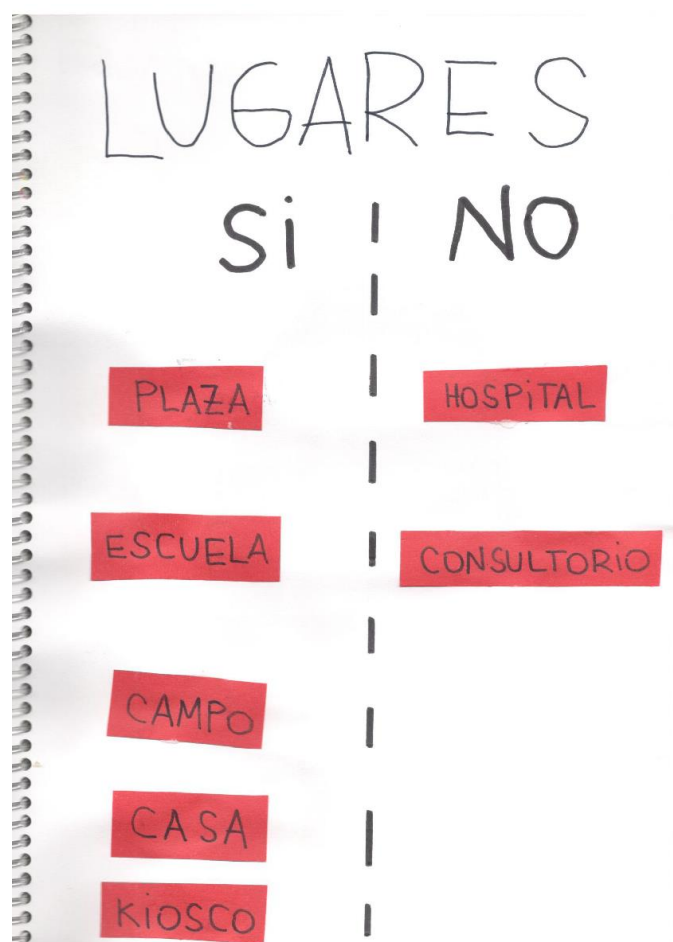 LUGARES
Si NO
PLAZA HOSPiTAL
ESCUELA CONSULTORiO
CAMPO
CASA
KiOSCO